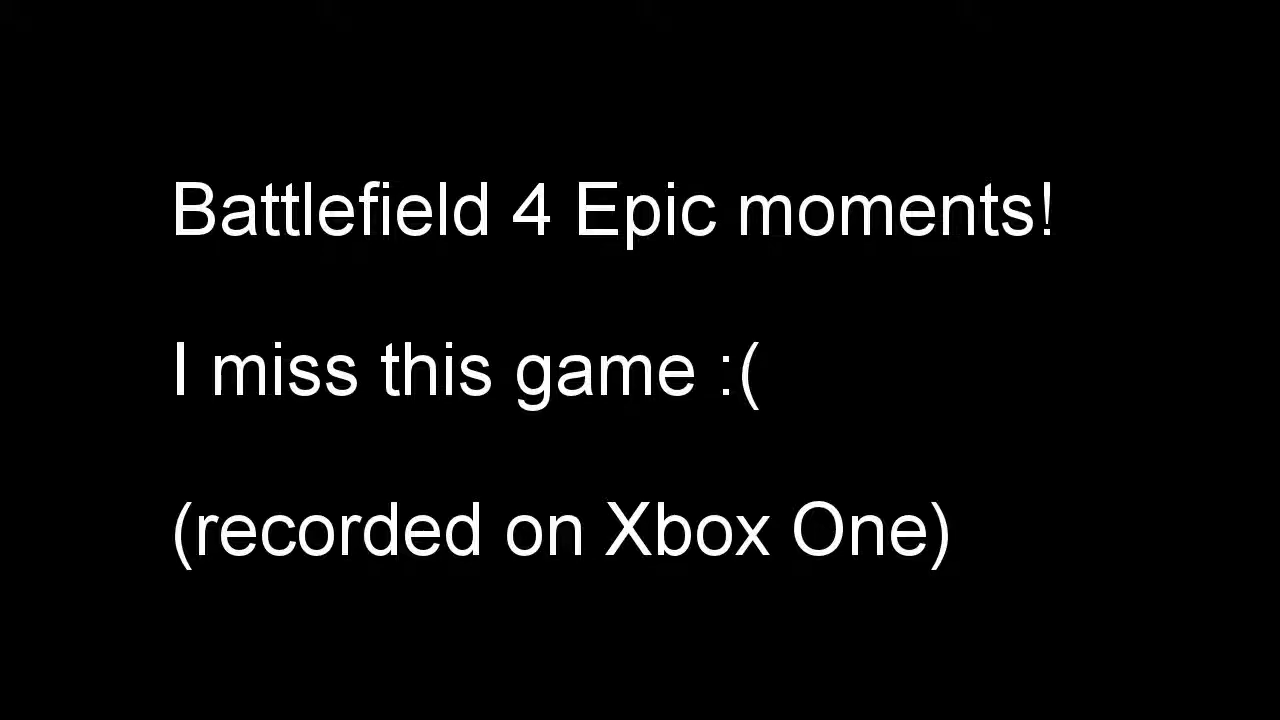 Battlefield 4 Epic moments!
I miss this game :(
(recorded on Xbox One)